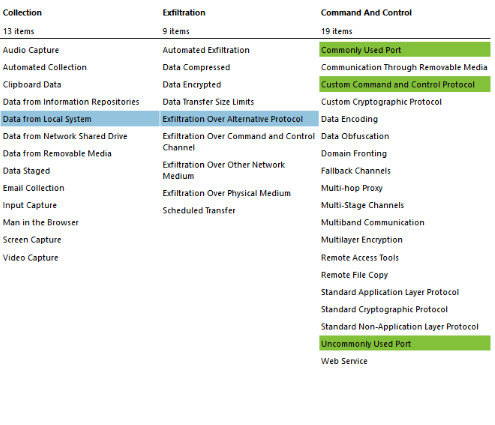 Collection
13 items
Audio Capture
Automated Collection
Clipboard Data
Data from Information Repositories
Data from Local System
Data from Network Shared Drive
Data from Removable Media
Data Staged
Email Collection
Input Capture
Man in the Browser
Screen Capture
Video Capture
Exfiltration
9 items
Automated Exfiltration
Data Compressed
Data Encrypted
Data Transfer Size Limits
Exfiltration Over Alternative Protocol
Exfiltration Over Command and Control
Channel
Exfiltration Over Other Network
Medium
Exfiltration Over Physical Medium
Scheduled Transfer
Command And Control
19 items
Commonly Used Port
Communication Through Removable Media
Custom Command and Control Protocol
Custom Cryptographic Protocol
Data Encoding
Data Obfuscation
Domain Fronting
Fallback Channels
Multi-hop Proxy
Multi-Stage Channels
Multiband Communication
Multilayer Encryption
Remote Access Tools
Remote File Copy
Standard Application Layer Protocol
Standard Cryptographic Protocol
Standard Non-Application Layer Protocol
Uncommonly Used Port
Web Service